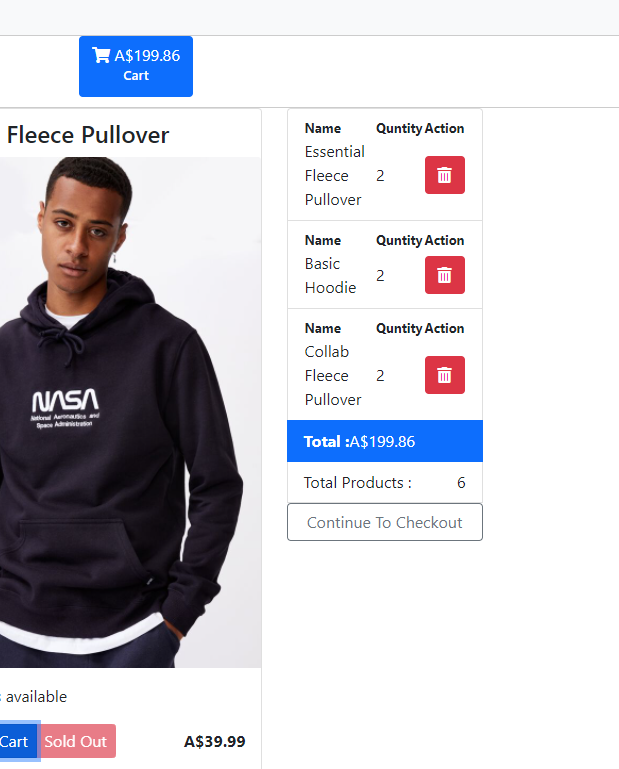 A$199.86
Cart
Fleece Pullover
NASA
National Aeronautics and
Space Administration
available
Cart
Sold Out
A$39.99
Name Quntity Action
Essential
Fleece
Pullover
2
Name Quntity Action
Basic
Hoodie
2
Name Quntity Action
Collab
Fleece
Pullover
2
Total :A$199.86
Total Products : 6
Continue To Checkout